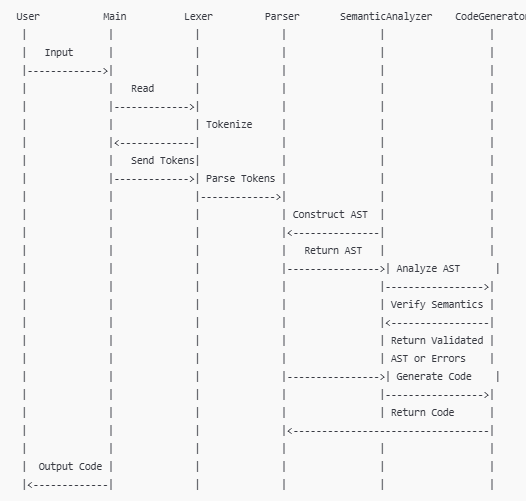 User Main Lexer Parser SemanticAnalyzer CodeGenerator
| | | | | |
| Input | | | | |
|------------->| | | | |
| | Read | | | |
| |------------->| | | |
| | | Tokenize | | |
| |<-------------| | | |
| | Send Tokens| | | |
| |------------->| Parse Tokens | | |
| | |------------->| | |
| | | | Construct AST | |
| | | |<---------------| |
| | | | Return AST | |
| | | |--------------->| Analyze AST |
| | | | |----------------->|
| | | | | Verify Semantics |
| | | | |<-----------------|
| | | | | Return Validated |
| | | | | AST or Errors |
| | | |--------------->| Generate Code |
| | | | |----------------->|
| | | | | Return Code |
| | | |<----------------------------------|
| | | | | |
| Output Code | | | | |
|<-------------| | | | |